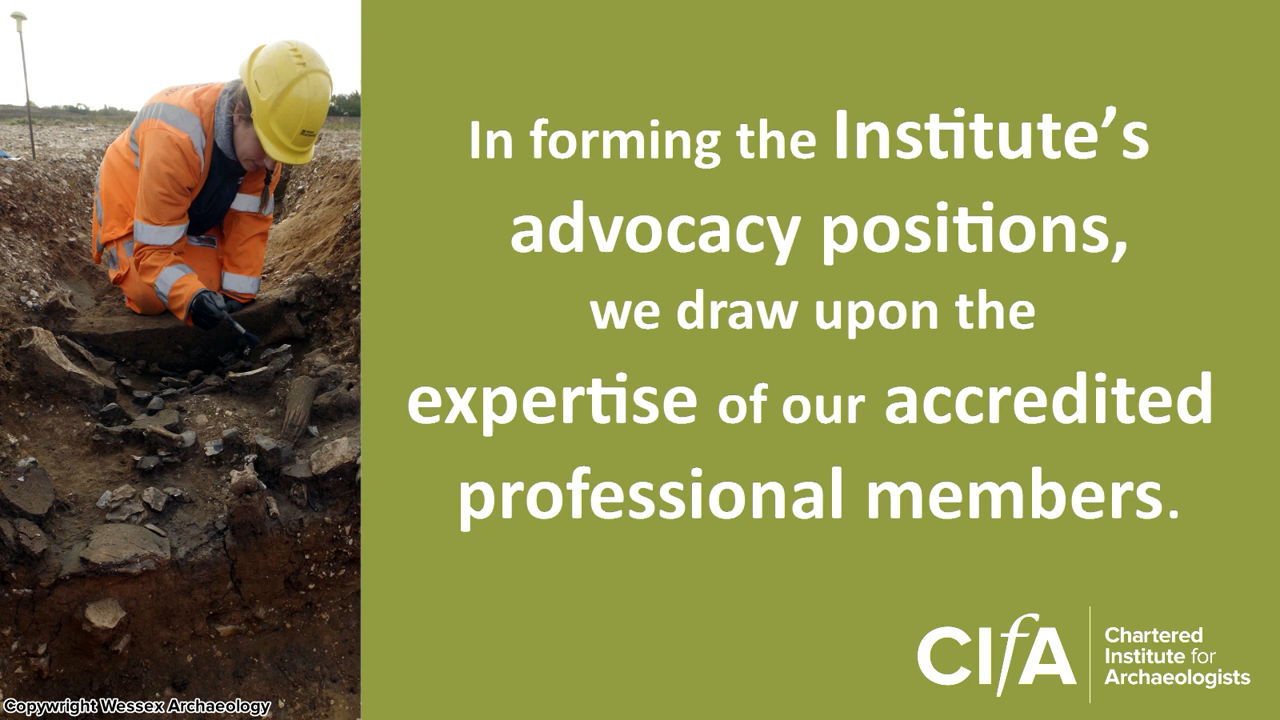 In forming the Institute’s
advocacy positions,
we draw upon the
expertise of our accredited
professional members.
CIfA
Chartered
Institute for
Archaeologists
Copywright Wessex Archaeology